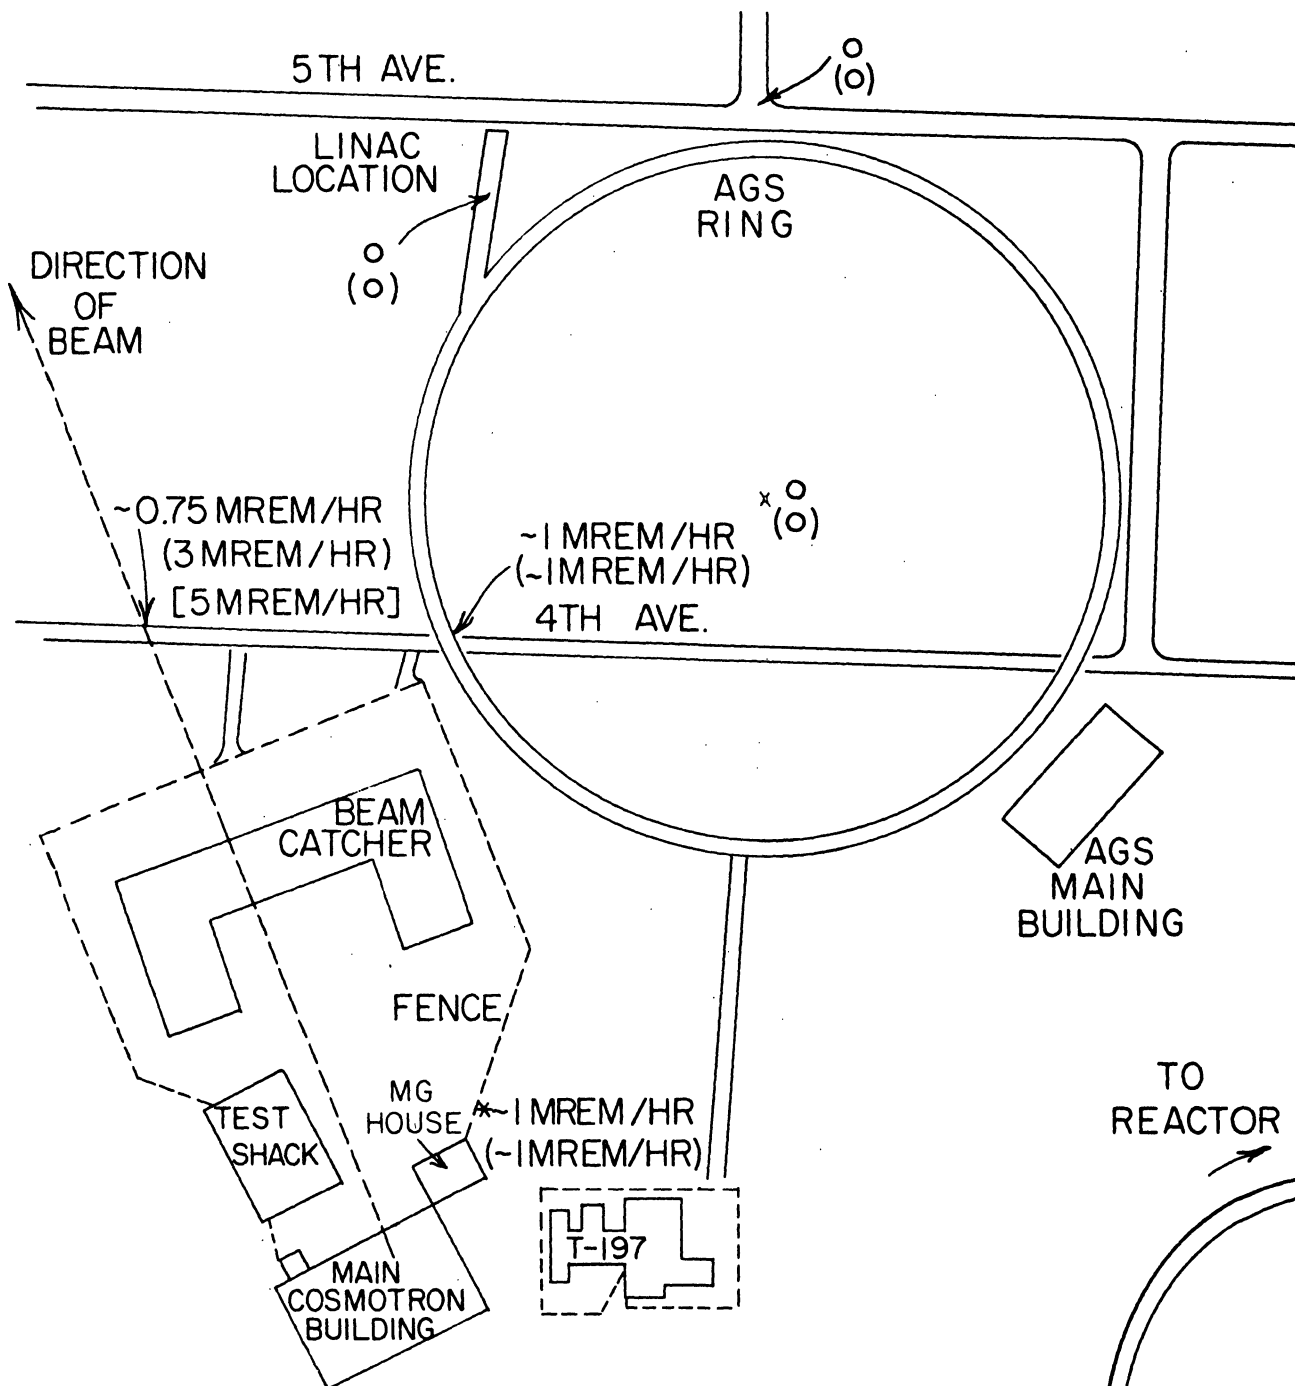 5TH AVE.
O
(O)
LINAC
LOCATION
AGS
RING
O
(O)
DIRECTION
OF
BEAM
~0.75 MREM/HR
(3 MREM/HR)
[5 MREM/HR]
x O
(O)
~1 MREM/HR
(~1 MREM/HR)
4TH AVE.
BEAM
CATCHER
AGS
MAIN
BUILDING
FENCE
MG
HOUSE
~1 MREM/HR
(~1 MREM/HR)
TEST
SHACK
TO
REACTOR
T-197
MAIN
COSMOTRON
BUILDING